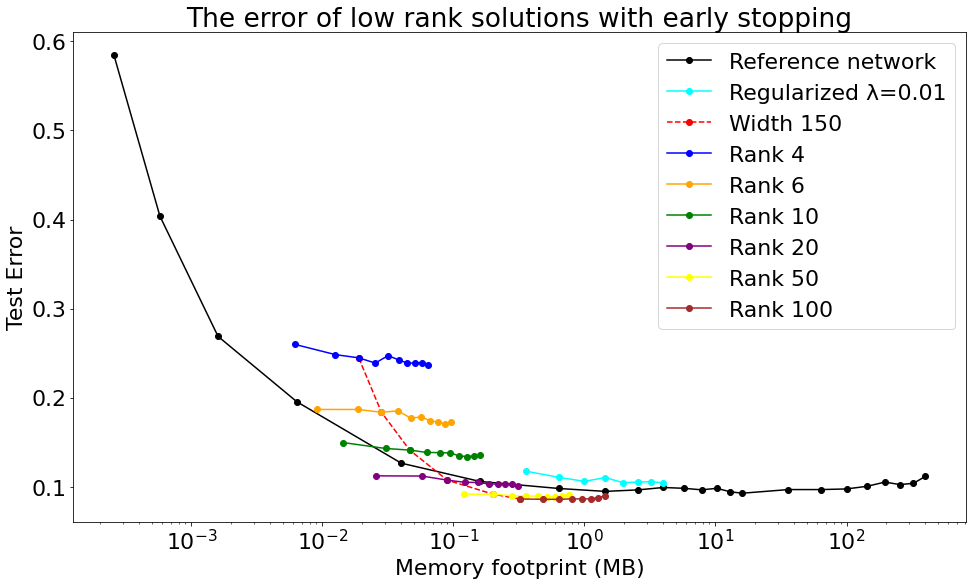 The error of low rank solutions with early stopping
Test Error
0.6
0.5
0.4
0.3
0.2
0.1
Reference network
Regularized λ=0.01
Width 150
Rank 4
Rank 6
Rank 10
Rank 20
Rank 50
Rank 100
10⁻³ 10⁻² 10⁻¹ 10⁰ 10¹ 10²
Memory footprint (MB)